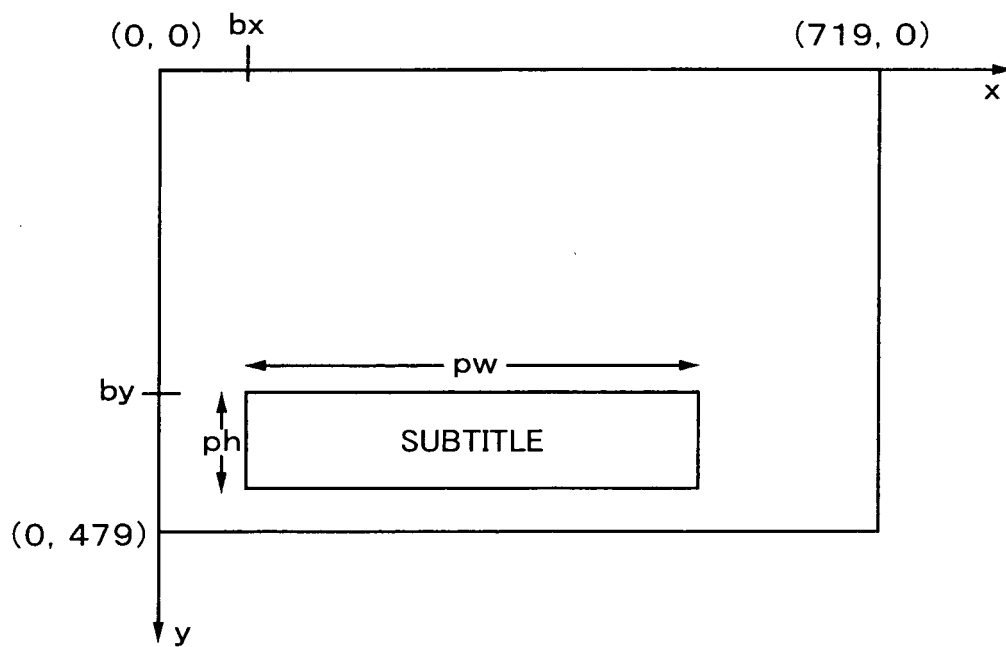 (0, 0) bx (719, 0)
x
pw
by
ph SUBTITLE
(0, 479)
y